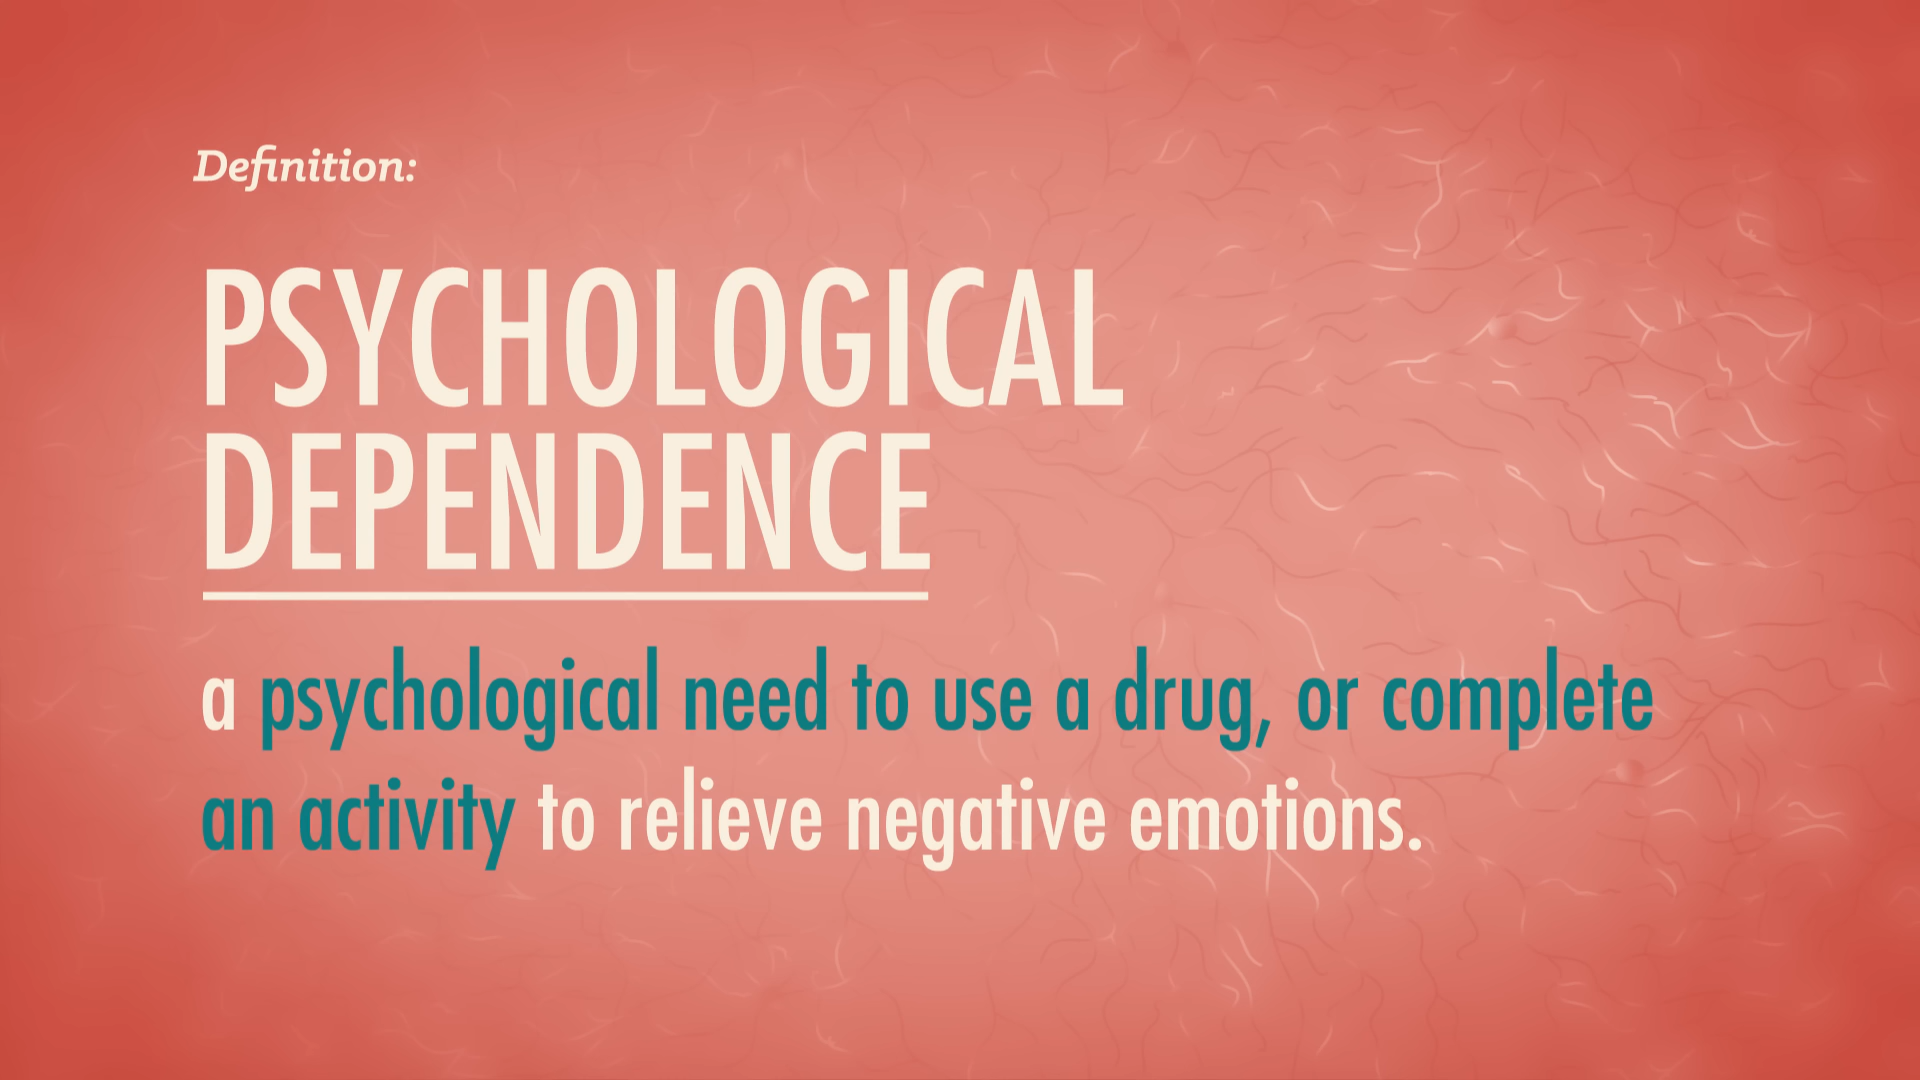 Definition:
PSYCHOLOGICAL
DEPENDENCE
a psychological need to use a drug, or complete
an activity to relieve negative emotions.